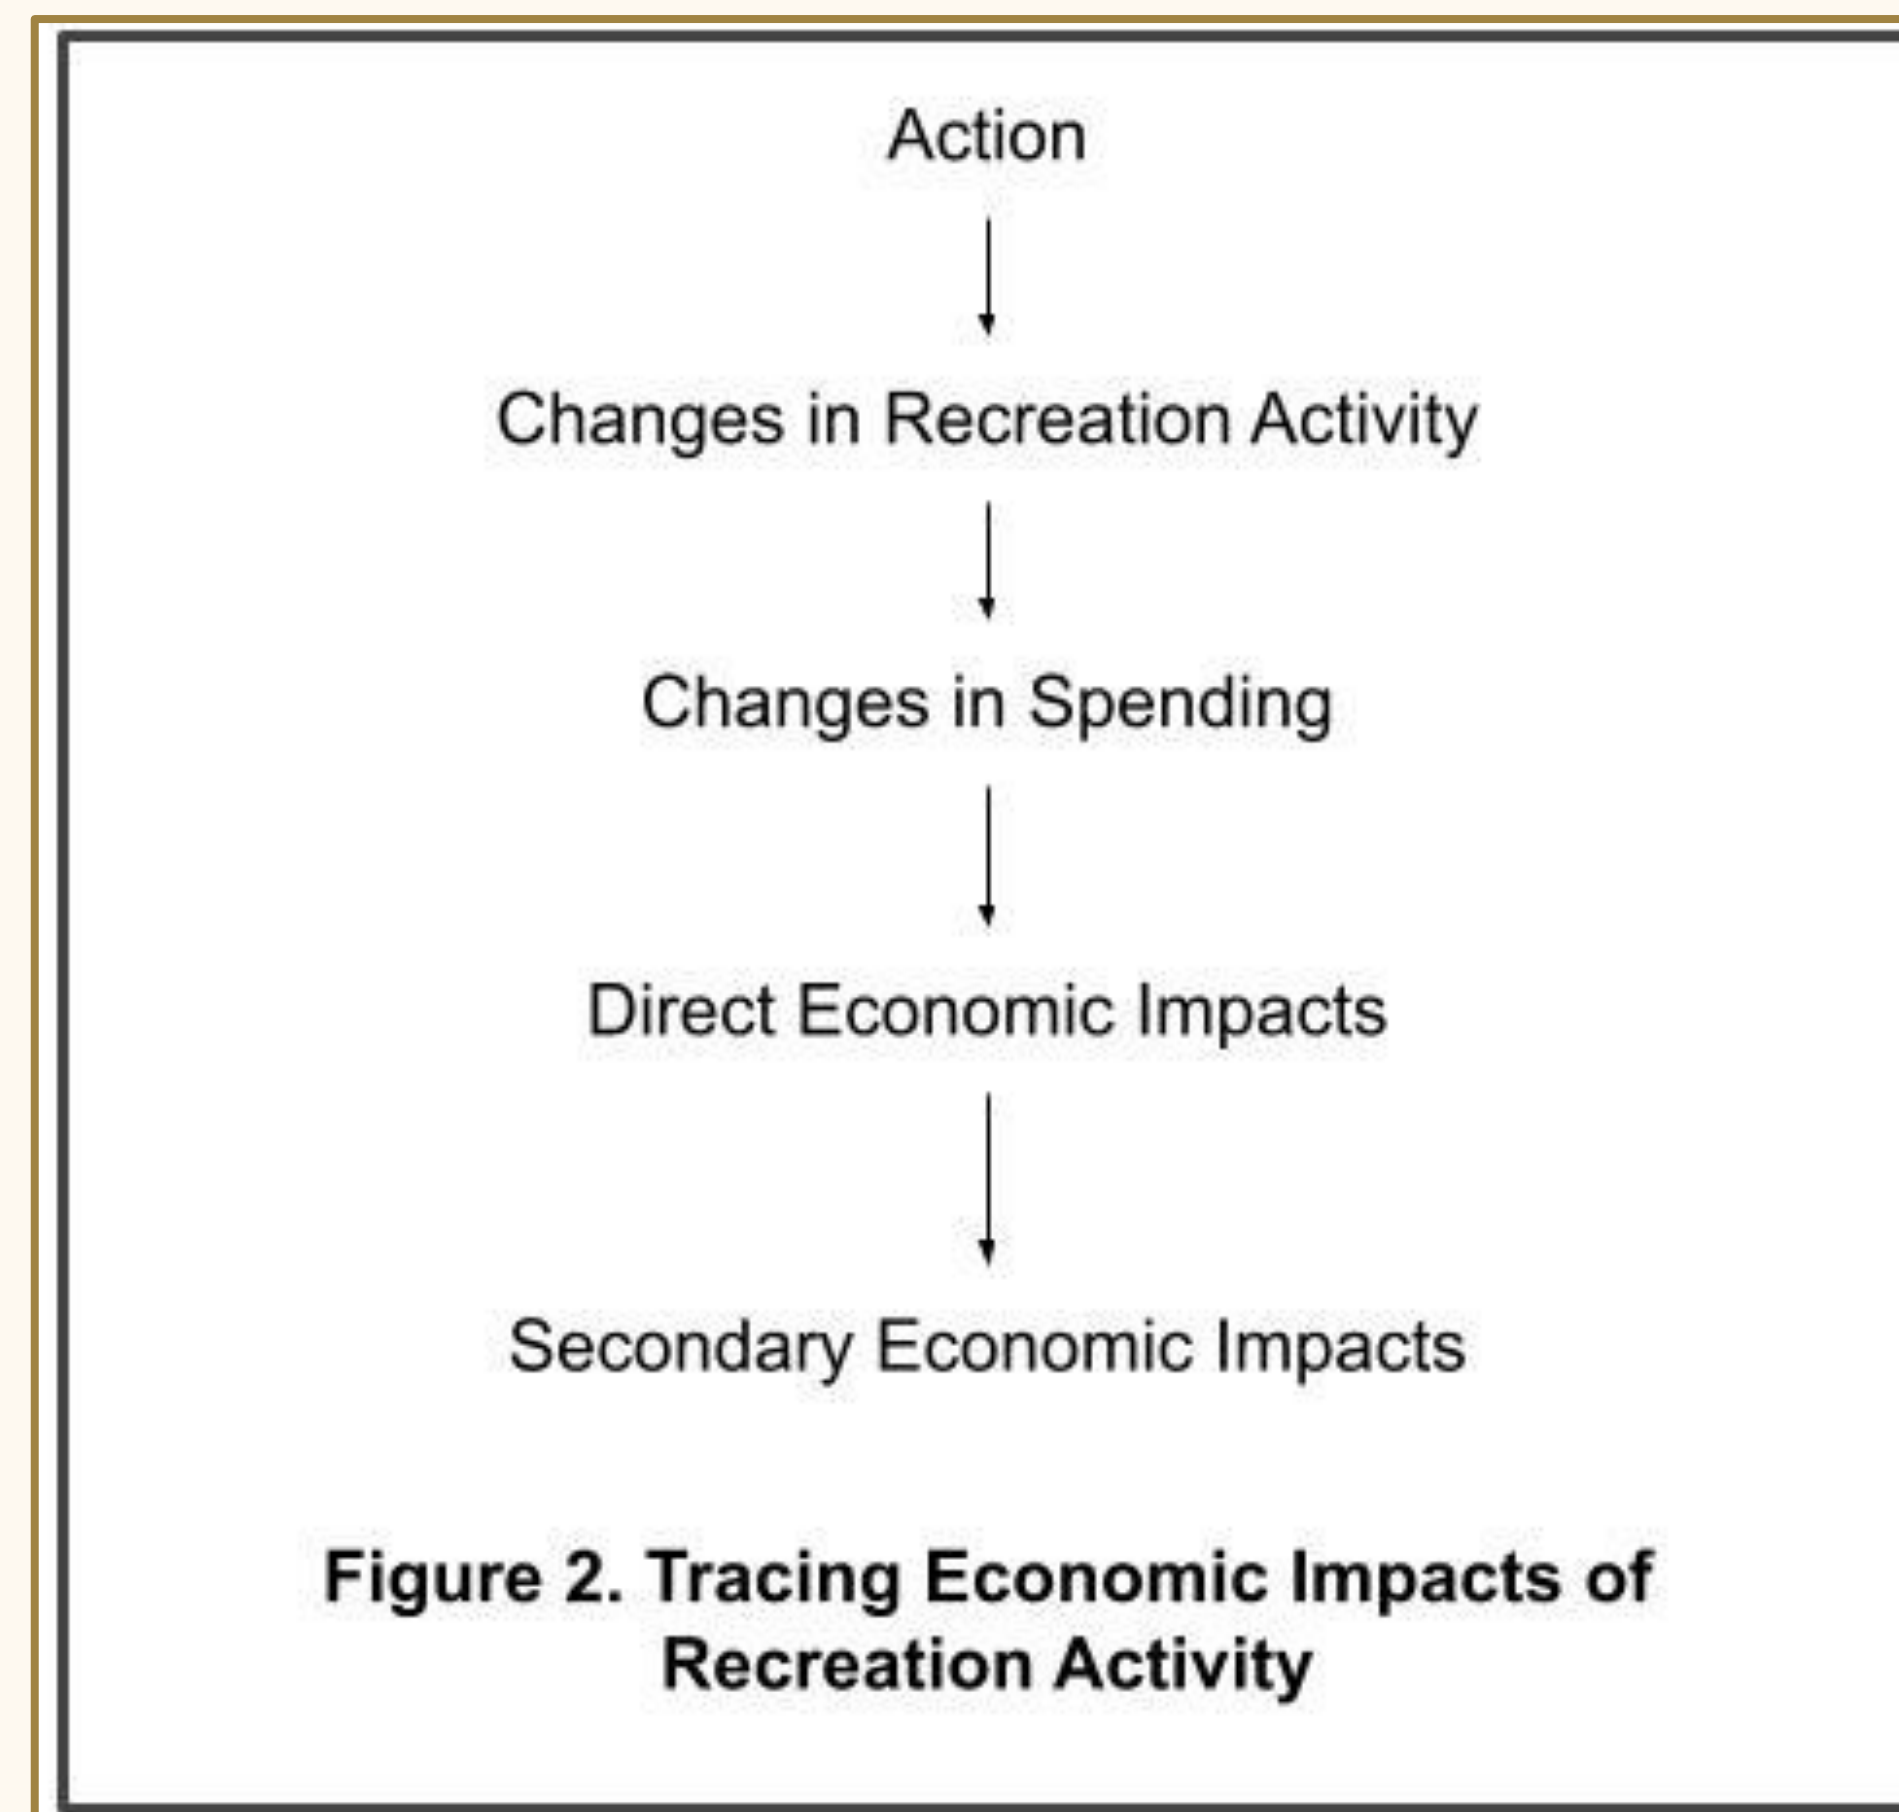 Action
Changes in Recreation Activity
Changes in Spending
Direct Economic Impacts
Secondary Economic Impacts
Figure 2. Tracing Economic Impacts of
Recreation Activity